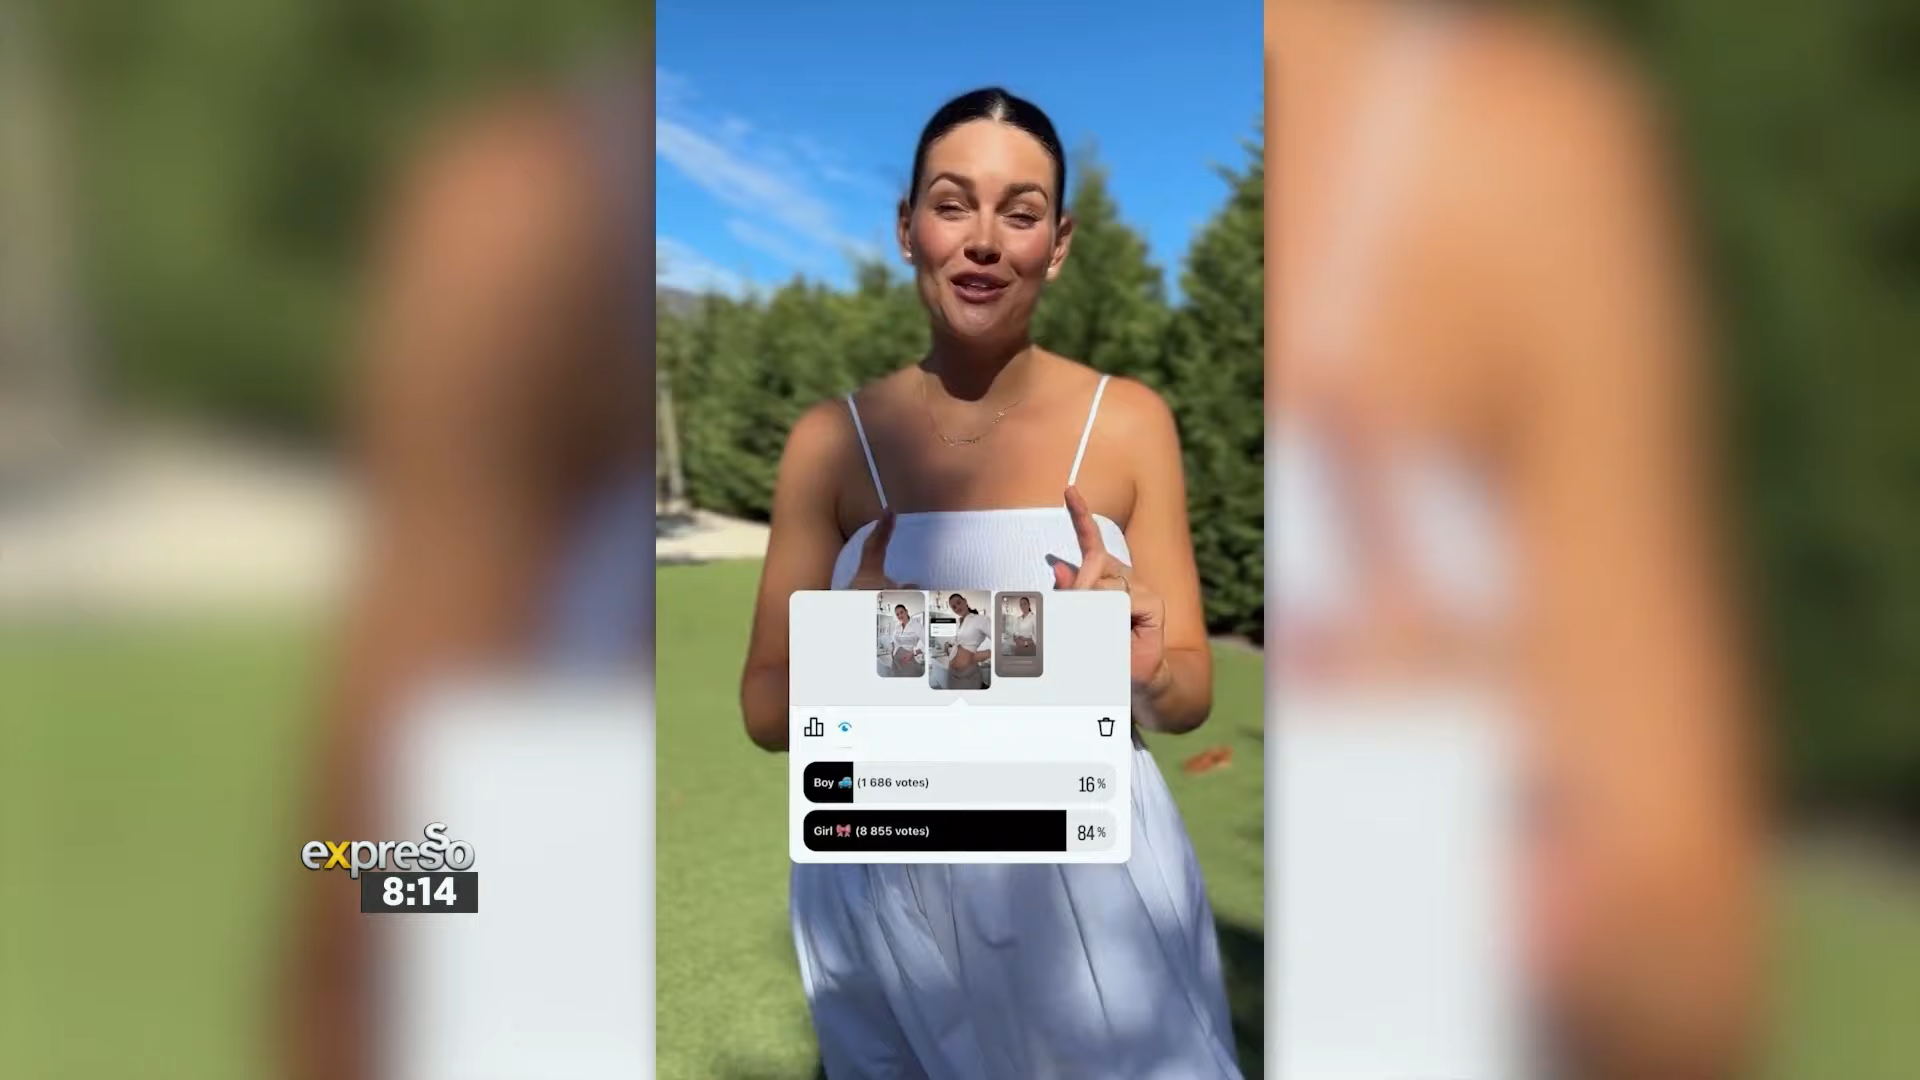 Boy 🚙 (1 686 votes) 16%
Girl 🎀 (8 855 votes) 84%
expresso
8:14